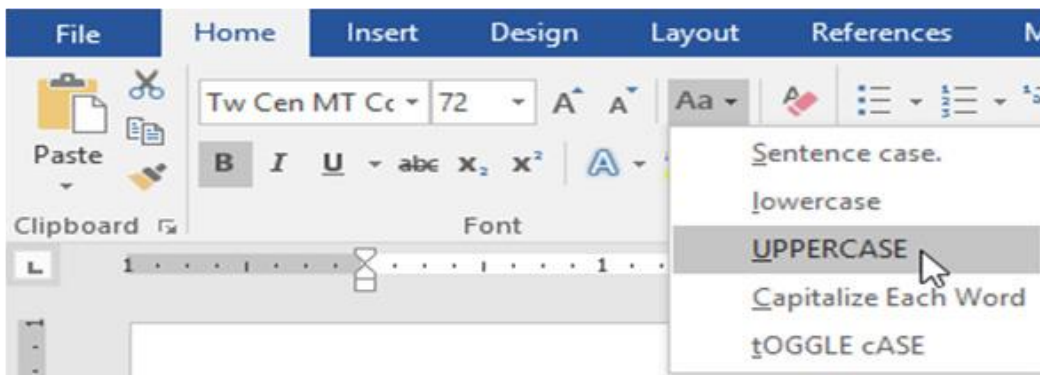 File Home Insert Design Layout References M
Tw Cen MT Cc 72 A A Aa
Paste B I U abc X₂ X² A
Clipboard Font
Sentence case.
lowercase
UPPERCASE
Capitalize Each Word
tOGGLE cASE
1 1
1